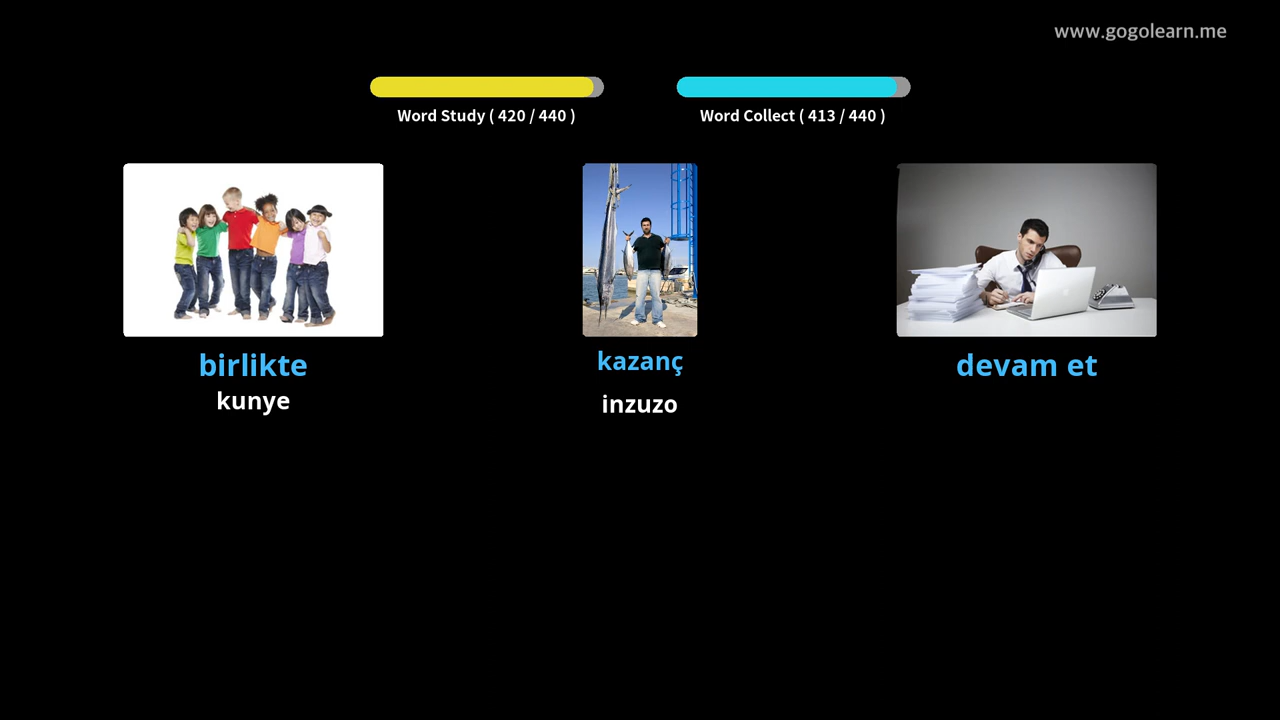 www.gogolearn.me
Word Study ( 420 / 440 )
Word Collect ( 413 / 440 )
birlikte
kunye
kazanç
inzuzo
devam et